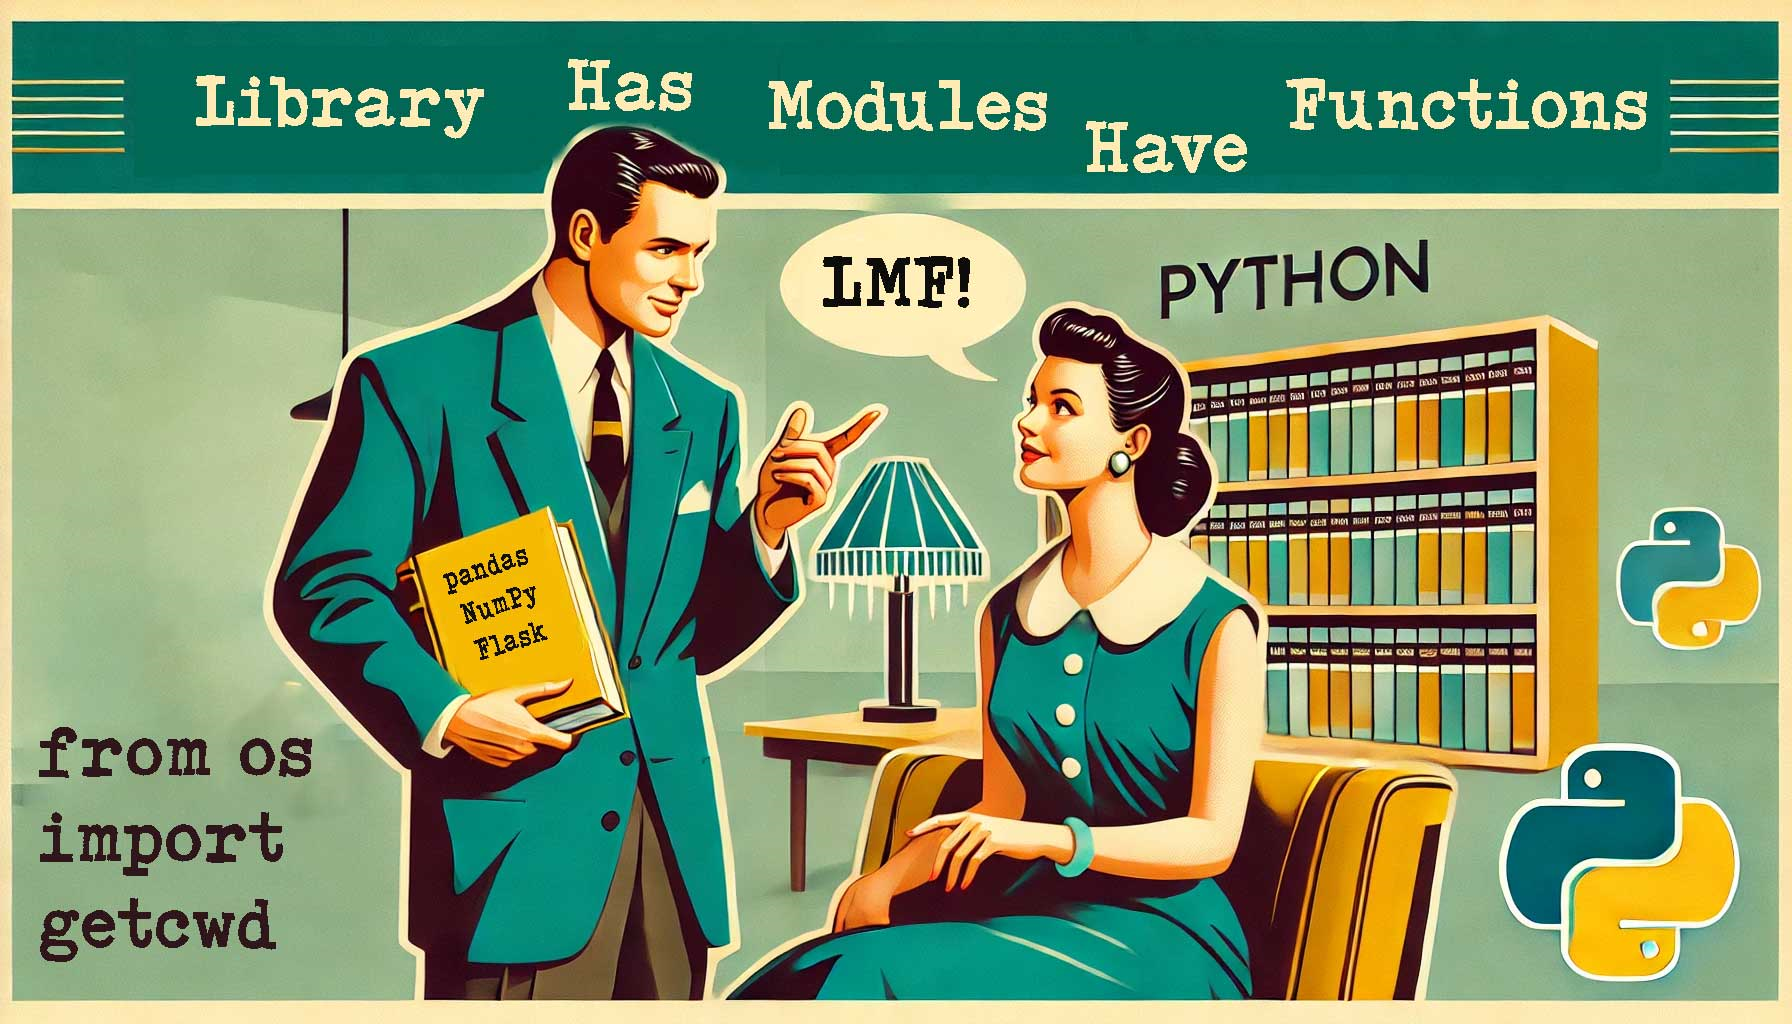 Library Has Modules Have Functions
LMF!
PYTHON
pandas
NumPy
Flask
from os
import
getcwd